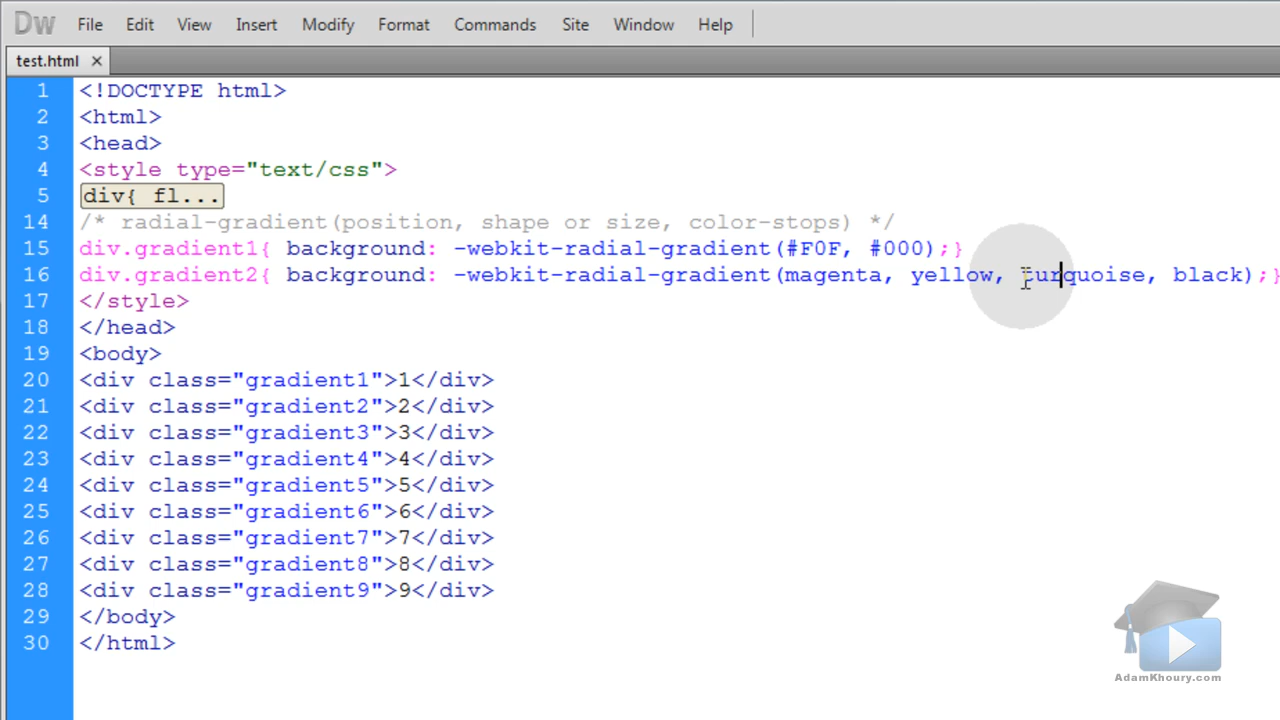 Dw File Edit View Insert Modify Format Commands Site Window Help
test.html ×
1 <!DOCTYPE html>
2 <html>
3 <head>
4 <style type="text/css">
5 div{ fl...
14 /* radial-gradient(position, shape or size, color-stops) */
15 div.gradient1{ background: -webkit-radial-gradient(#F0F, #000);}
16 div.gradient2{ background: -webkit-radial-gradient(magenta, yellow, turquoise, black);}
17 </style>
18 </head>
19 <body>
20 <div class="gradient1">1</div>
21 <div class="gradient2">2</div>
22 <div class="gradient3">3</div>
23 <div class="gradient4">4</div>
24 <div class="gradient5">5</div>
25 <div class="gradient6">6</div>
26 <div class="gradient7">7</div>
27 <div class="gradient8">8</div>
28 <div class="gradient9">9</div>
29 </body>
30 </html>
AdamKhoury.com